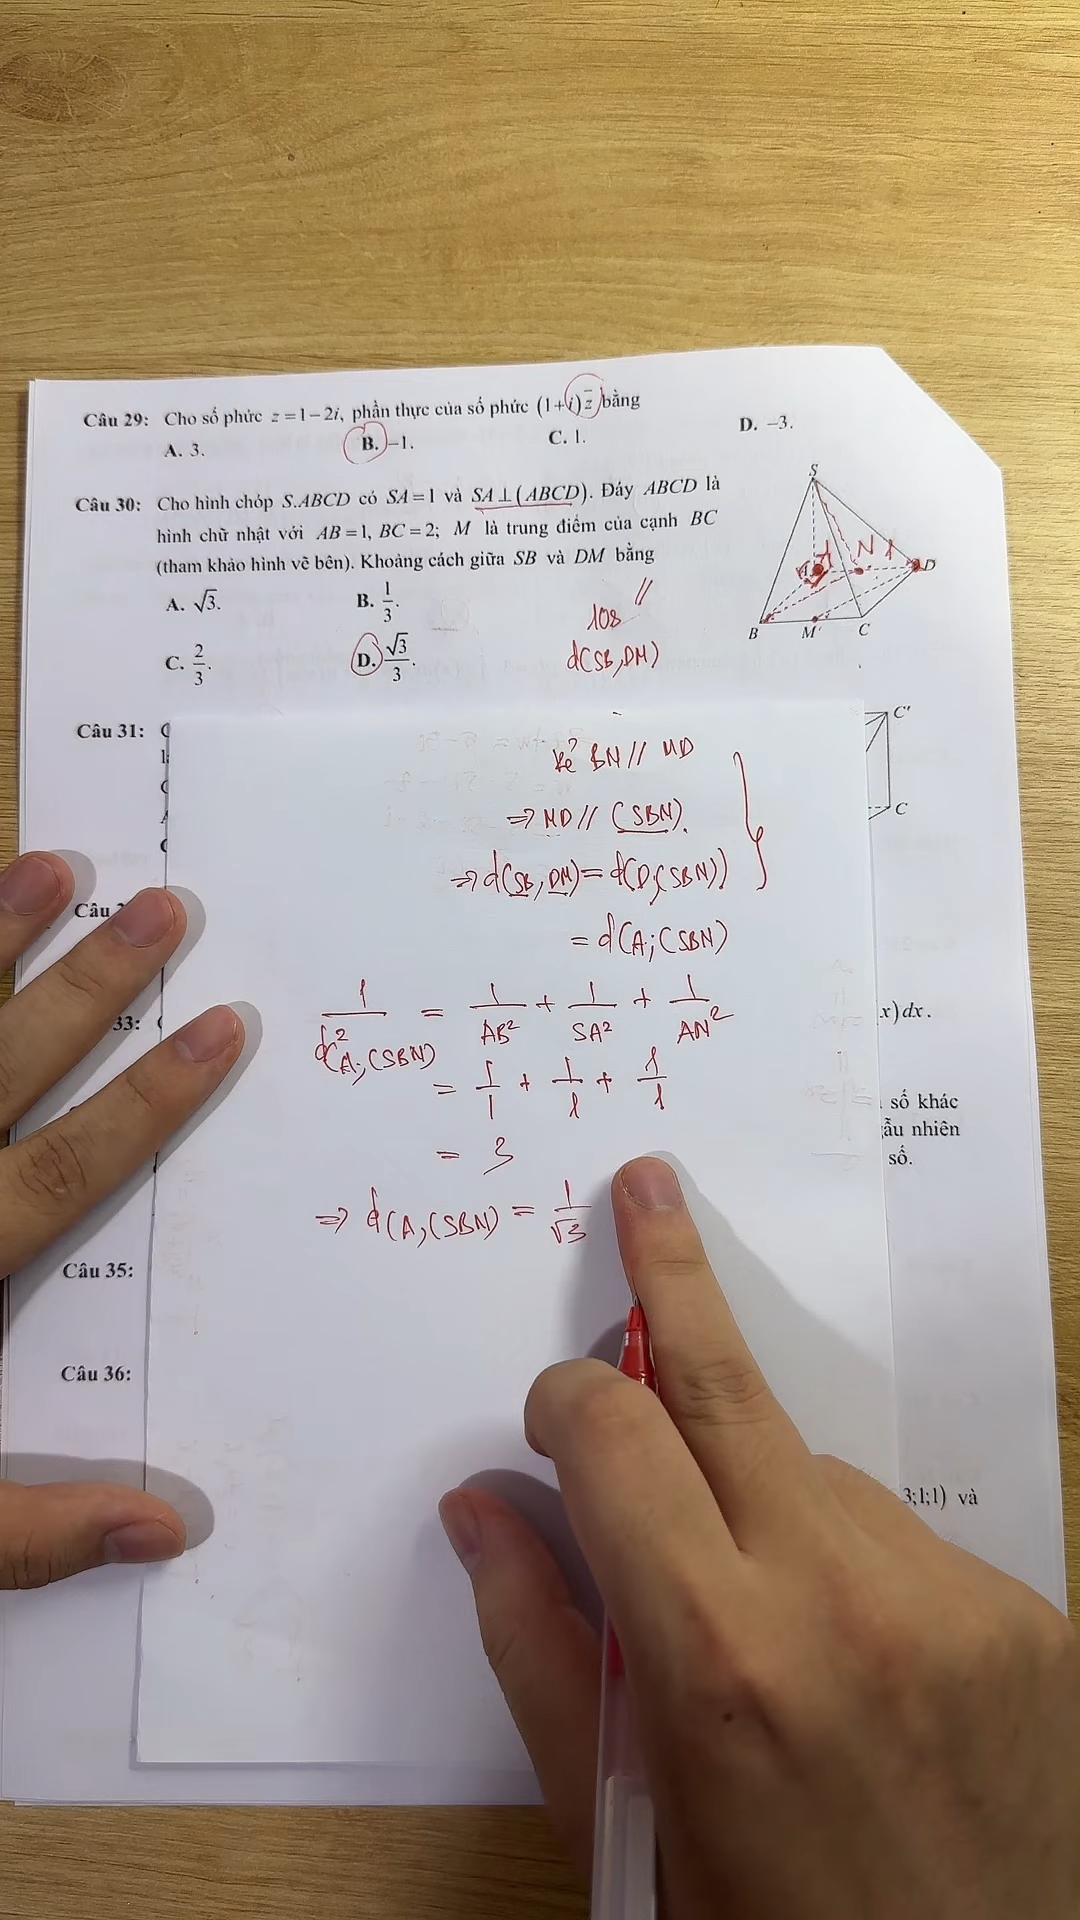 Câu 29: Cho số phức z = 1 − 2i, phần thực của số phức (1+i)z̅ bằng
A. 3. B. −1. C. 1. D. −3.
Câu 30: Cho hình chóp S.ABCD có SA = 1 và SA ⊥ (ABCD). Đáy ABCD là
hình chữ nhật với AB = 1, BC = 2; M là trung điểm của cạnh BC
(tham khảo hình vẽ bên). Khoảng cách giữa SB và DM bằng
A. √3. B. 1/3.
C. 2/3. D. √3/3.
S
A N 1 D
B M C
108 //
d(SB,DM)
Câu 31:
C'
C
Kẻ BN // MD
⇒ MD // (SBN).
⇒ d(SB, DM) = d(D;(SBN))
= d(A;(SBN)
1/d²(A;(SBN) = 1/AB² + 1/SA² + 1/AN²
= 1/1 + 1/1 + 1/1
= 3
⇒ d(A,(SBN) = 1/√3
Câu
33:
x)dx.
số khác
ẫu nhiên
số.
Câu 35:
Câu 36:
3;1;1) và